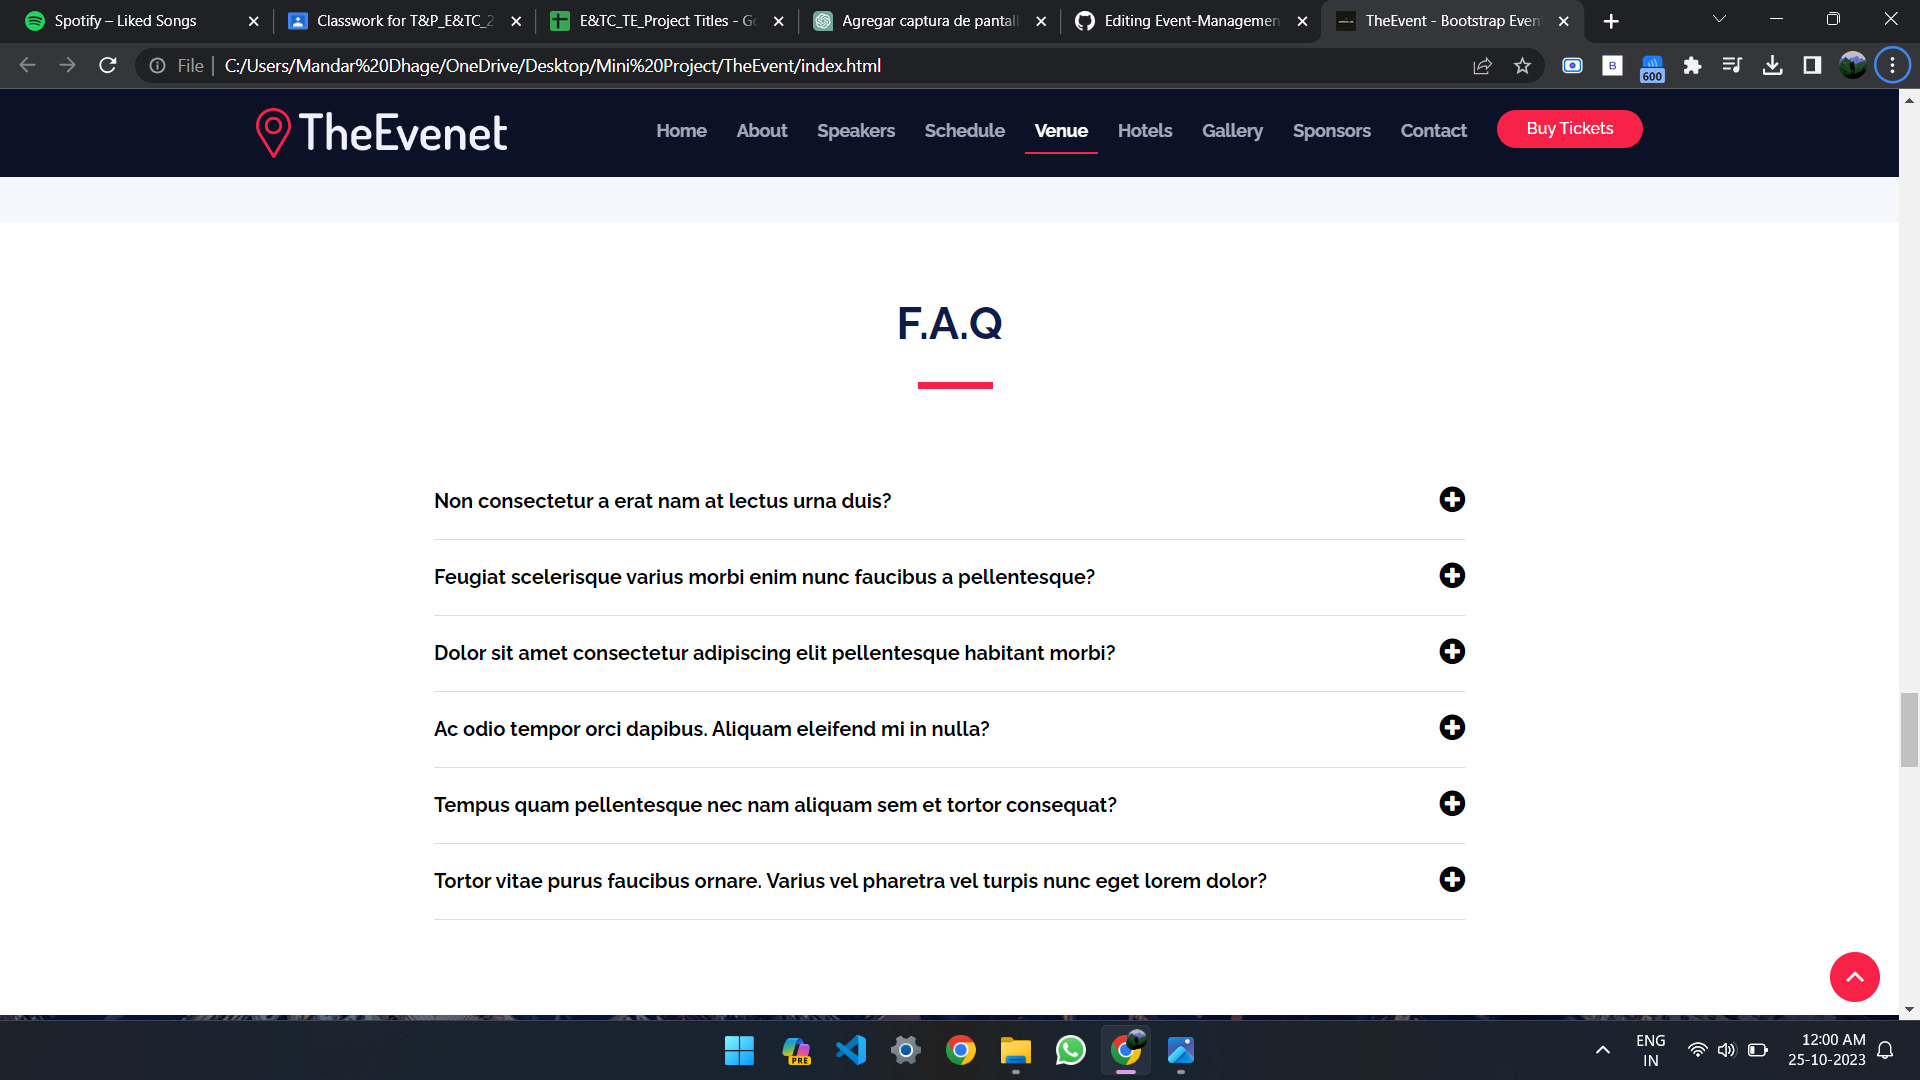 Spotify – Liked Songs
Classwork for T&P_E&TC_2
E&TC_TE_Project Titles - Go
Agregar captura de pantall
Editing Event-Managemen
TheEvent - Bootstrap Even
File
C:/Users/Mandar%20Dhage/OneDrive/Desktop/Mini%20Project/TheEvent/index.html
B
600
TheEvenet
Home About Speakers Schedule Venue Hotels Gallery Sponsors Contact Buy Tickets
F.A.Q
Non consectetur a erat nam at lectus urna duis?
Feugiat scelerisque varius morbi enim nunc faucibus a pellentesque?
Dolor sit amet consectetur adipiscing elit pellentesque habitant morbi?
Ac odio tempor orci dapibus. Aliquam eleifend mi in nulla?
Tempus quam pellentesque nec nam aliquam sem et tortor consequat?
Tortor vitae purus faucibus ornare. Varius vel pharetra vel turpis nunc eget lorem dolor?
PRE
ENG
IN
12:00 AM
25-10-2023